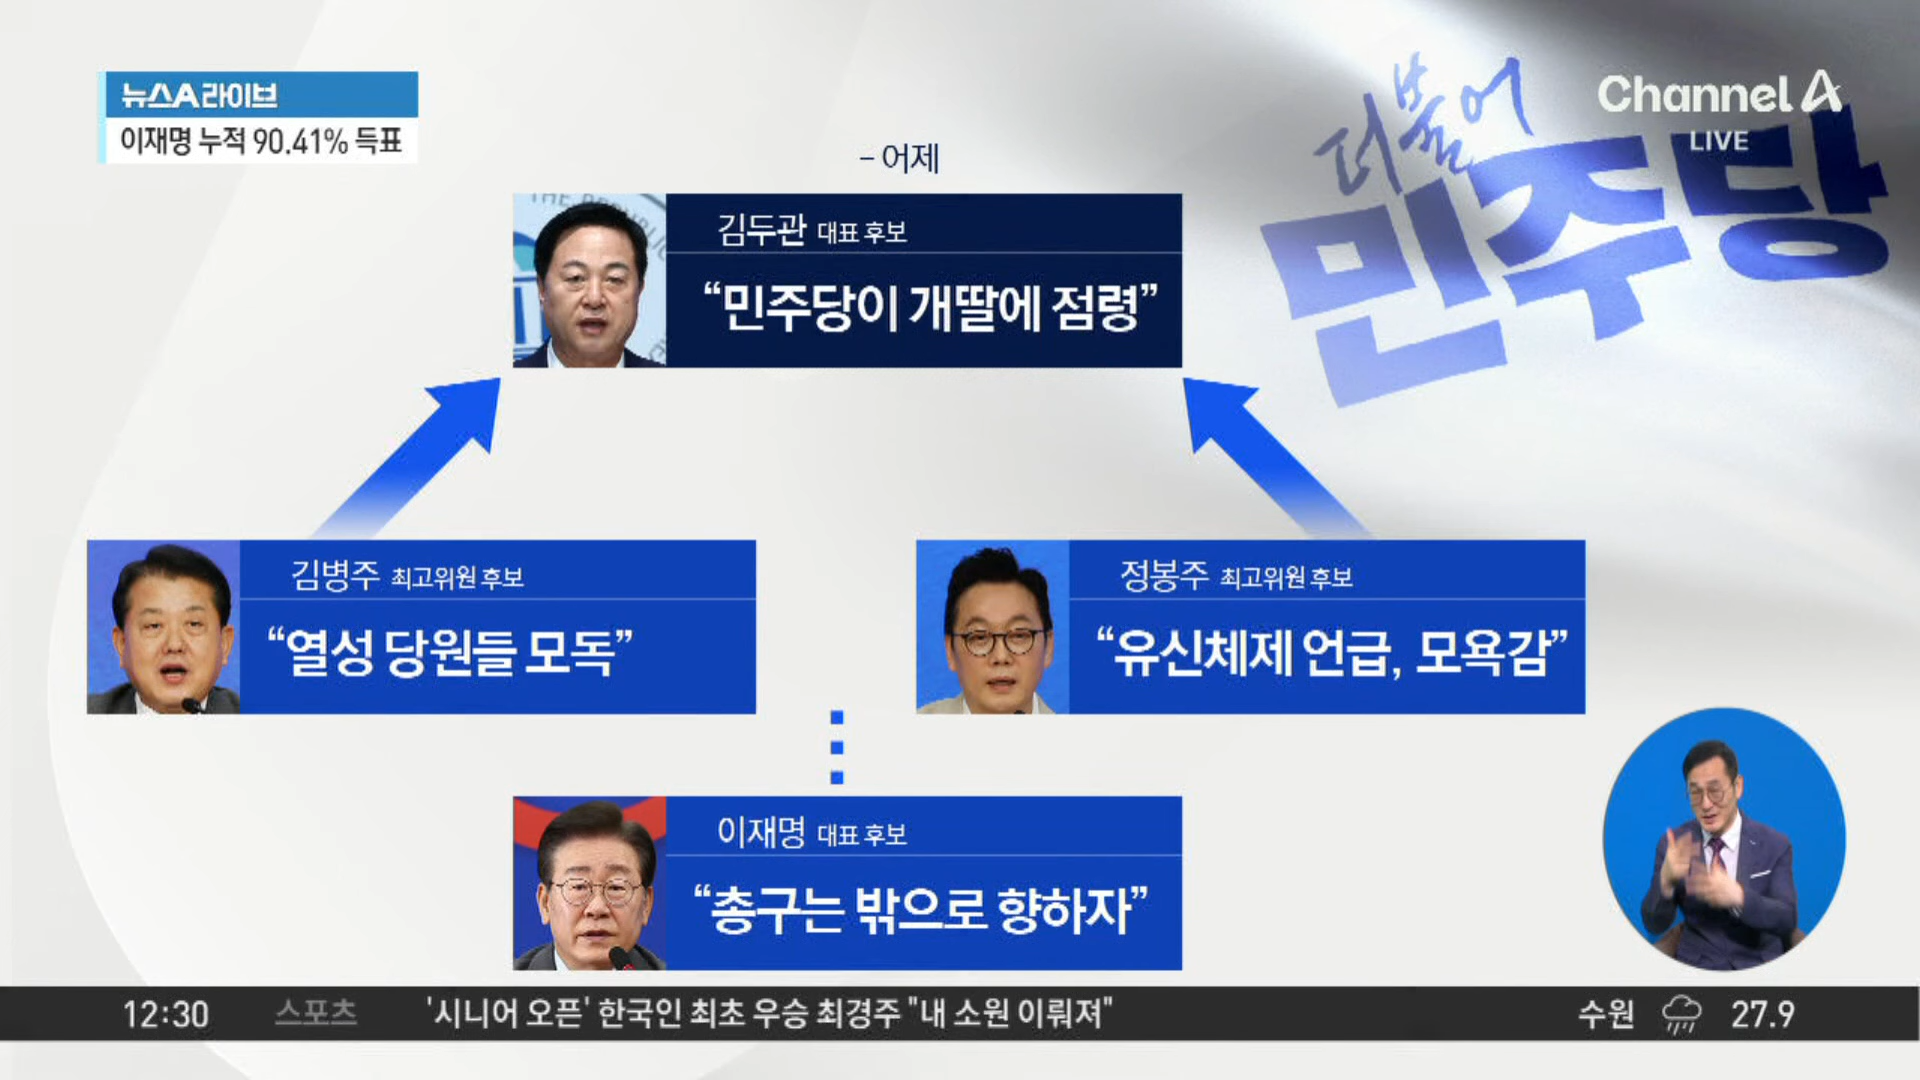 뉴스A 라이브
이재명 누적 90.41% 득표
Channel A
LIVE
더불어
민주당
– 어제
김두관 대표 후보
“민주당이 개딸에 점령”
김병주 최고위원 후보
“열성 당원들 모독”
정봉주 최고위원 후보
“유신체제 언급, 모욕감”
이재명 대표 후보
“총구는 밖으로 향하자”
12:30 스포츠 '시니어 오픈' 한국인 최초 우승 최경주 "내 소원 이뤄져" 수원 27.9